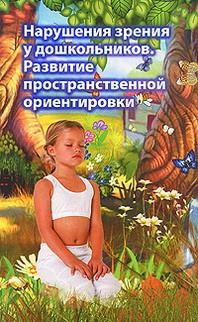 Нарушения зрения
у дошкольников.
Развитие
пространственной
ориентировки